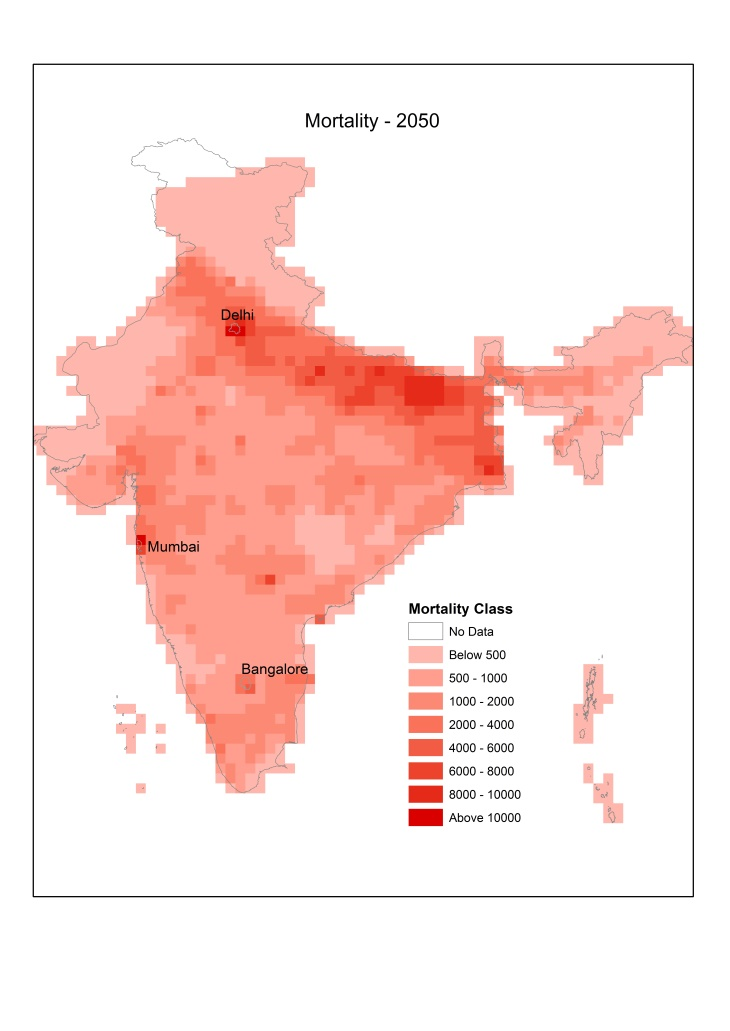 Mortality - 2050
Delhi
Mumbai
Bangalore
Mortality Class
No Data
Below 500
500 - 1000
1000 - 2000
2000 - 4000
4000 - 6000
6000 - 8000
8000 - 10000
Above 10000